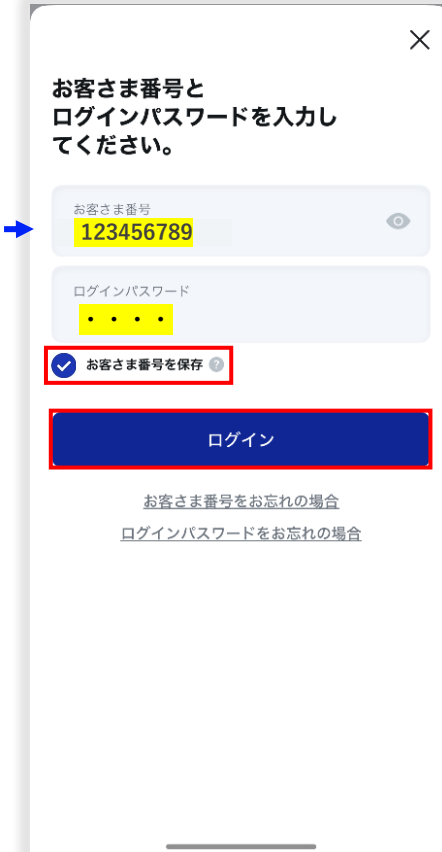 お客さま番号と
ログインパスワードを入力し
てください。
お客さま番号
123456789
ログインパスワード
・・・・
お客さま番号を保存 ?
ログイン
お客さま番号をお忘れの場合
ログインパスワードをお忘れの場合